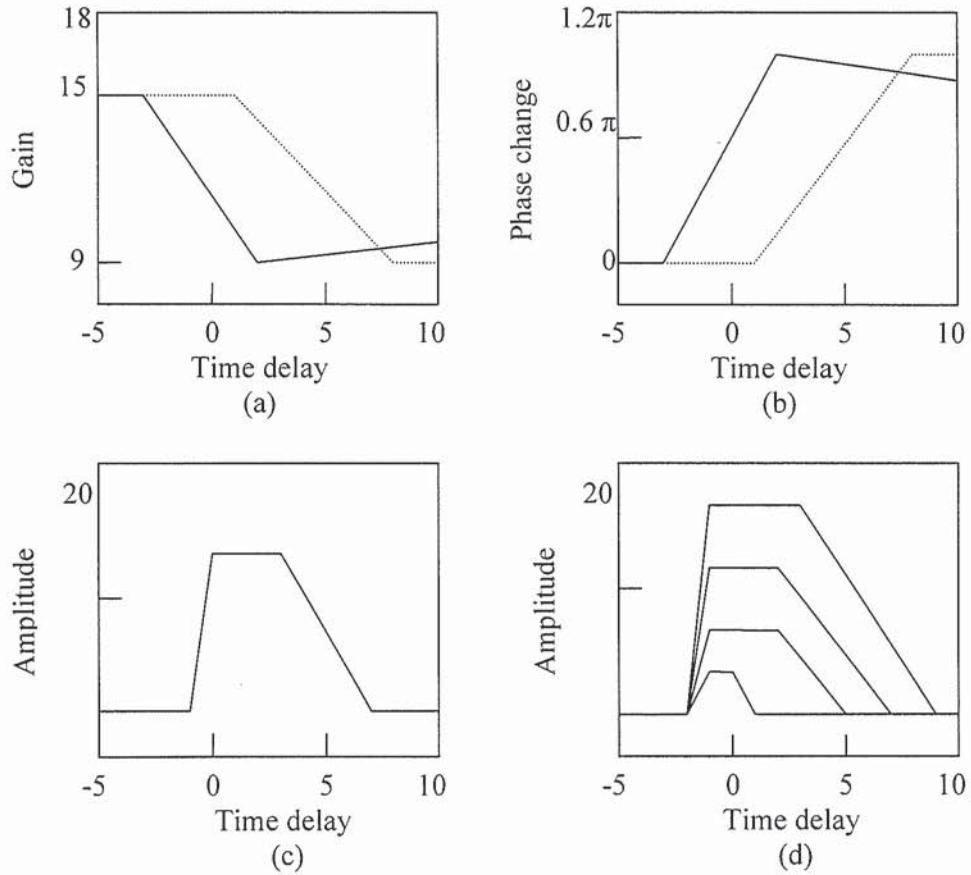 18
15
9
Gain
-5 0 5 10
Time delay
(a)
1.2π
0.6 π
0
Phase change
-5 0 5 10
Time delay
(b)
20
Amplitude
-5 0 5 10
Time delay
(c)
20
Amplitude
-5 0 5 10
Time delay
(d)